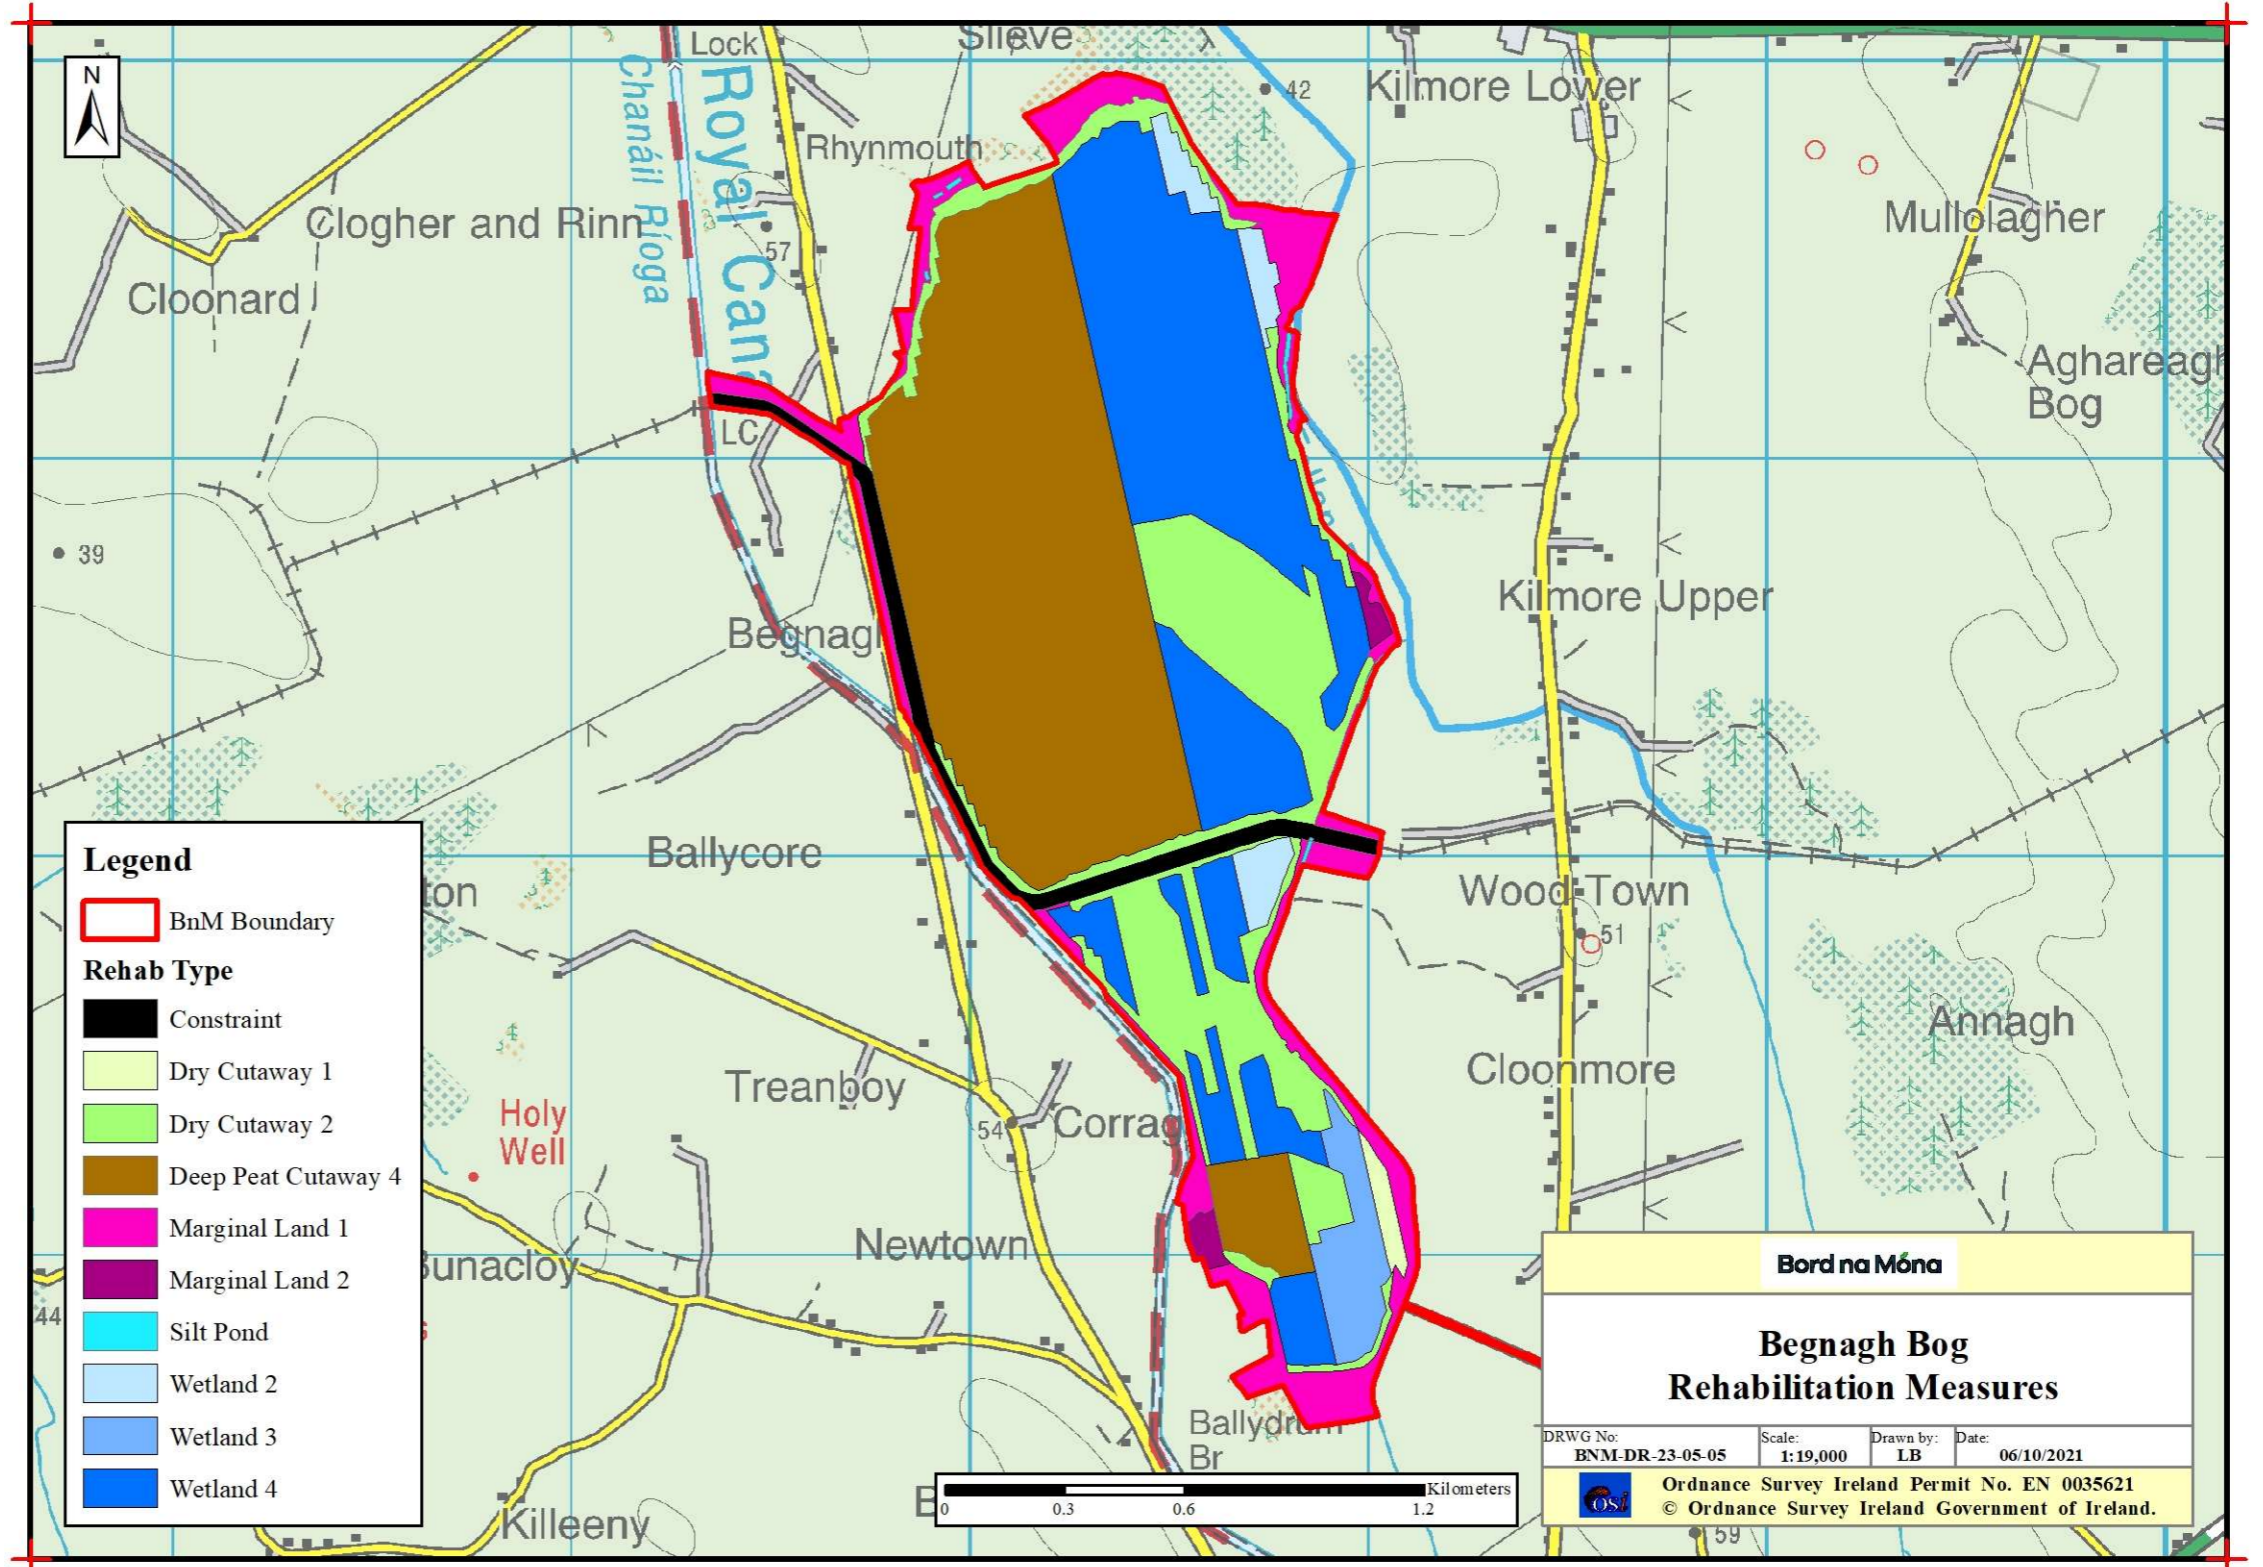 N
Lock
Slieve
42
Kilmore Lower
Royal Cana
Chanáil Ríoga
Rhynmouth
Clogher and Rinn
57
Mullolagher
Cloonard
Aghareagh
Bog
LC
39
Kilmore Upper
Begnagh
Ballycore
ton
Wood Town
51
Annagh
Treanboy
Cloonmore
Holy
Well
54
Corrag
Newtown
Bunacloy
44
Ballydrum
Br
B
Killeeny
59
Legend
BnM Boundary
Rehab Type
Constraint
Dry Cutaway 1
Dry Cutaway 2
Deep Peat Cutaway 4
Marginal Land 1
Marginal Land 2
Silt Pond
Wetland 2
Wetland 3
Wetland 4
Kilometers
0 0.3 0.6 1.2
Bord na Móna
Begnagh Bog
Rehabilitation Measures
DRWG No: Scale: Drawn by: Date:
BNM-DR-23-05-05 1:19,000 LB 06/10/2021
OSi
Ordnance Survey Ireland Permit No. EN 0035621
© Ordnance Survey Ireland Government of Ireland.